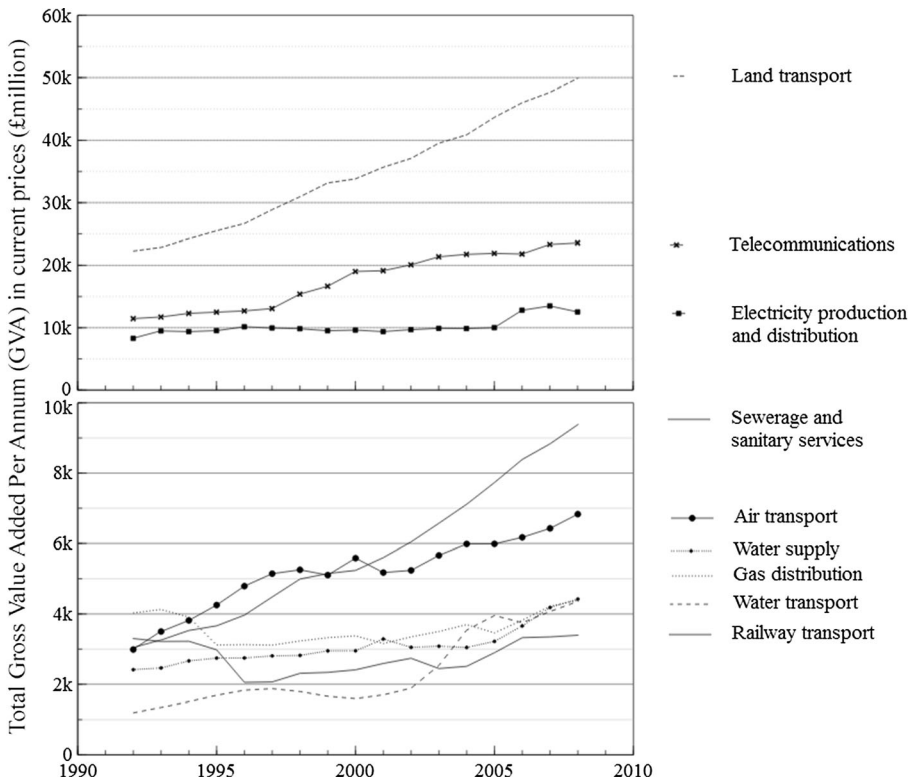 Total Gross Value Added Per Annum (GVA) in current prices (£million)
60k
50k
40k
30k
20k
10k
0
10k
8k
6k
4k
2k
0
1990
1995
2000
2005
2010
Land transport
Telecommunications
Electricity production
and distribution
Sewerage and
sanitary services
Air transport
Water supply
Gas distribution
Water transport
Railway transport